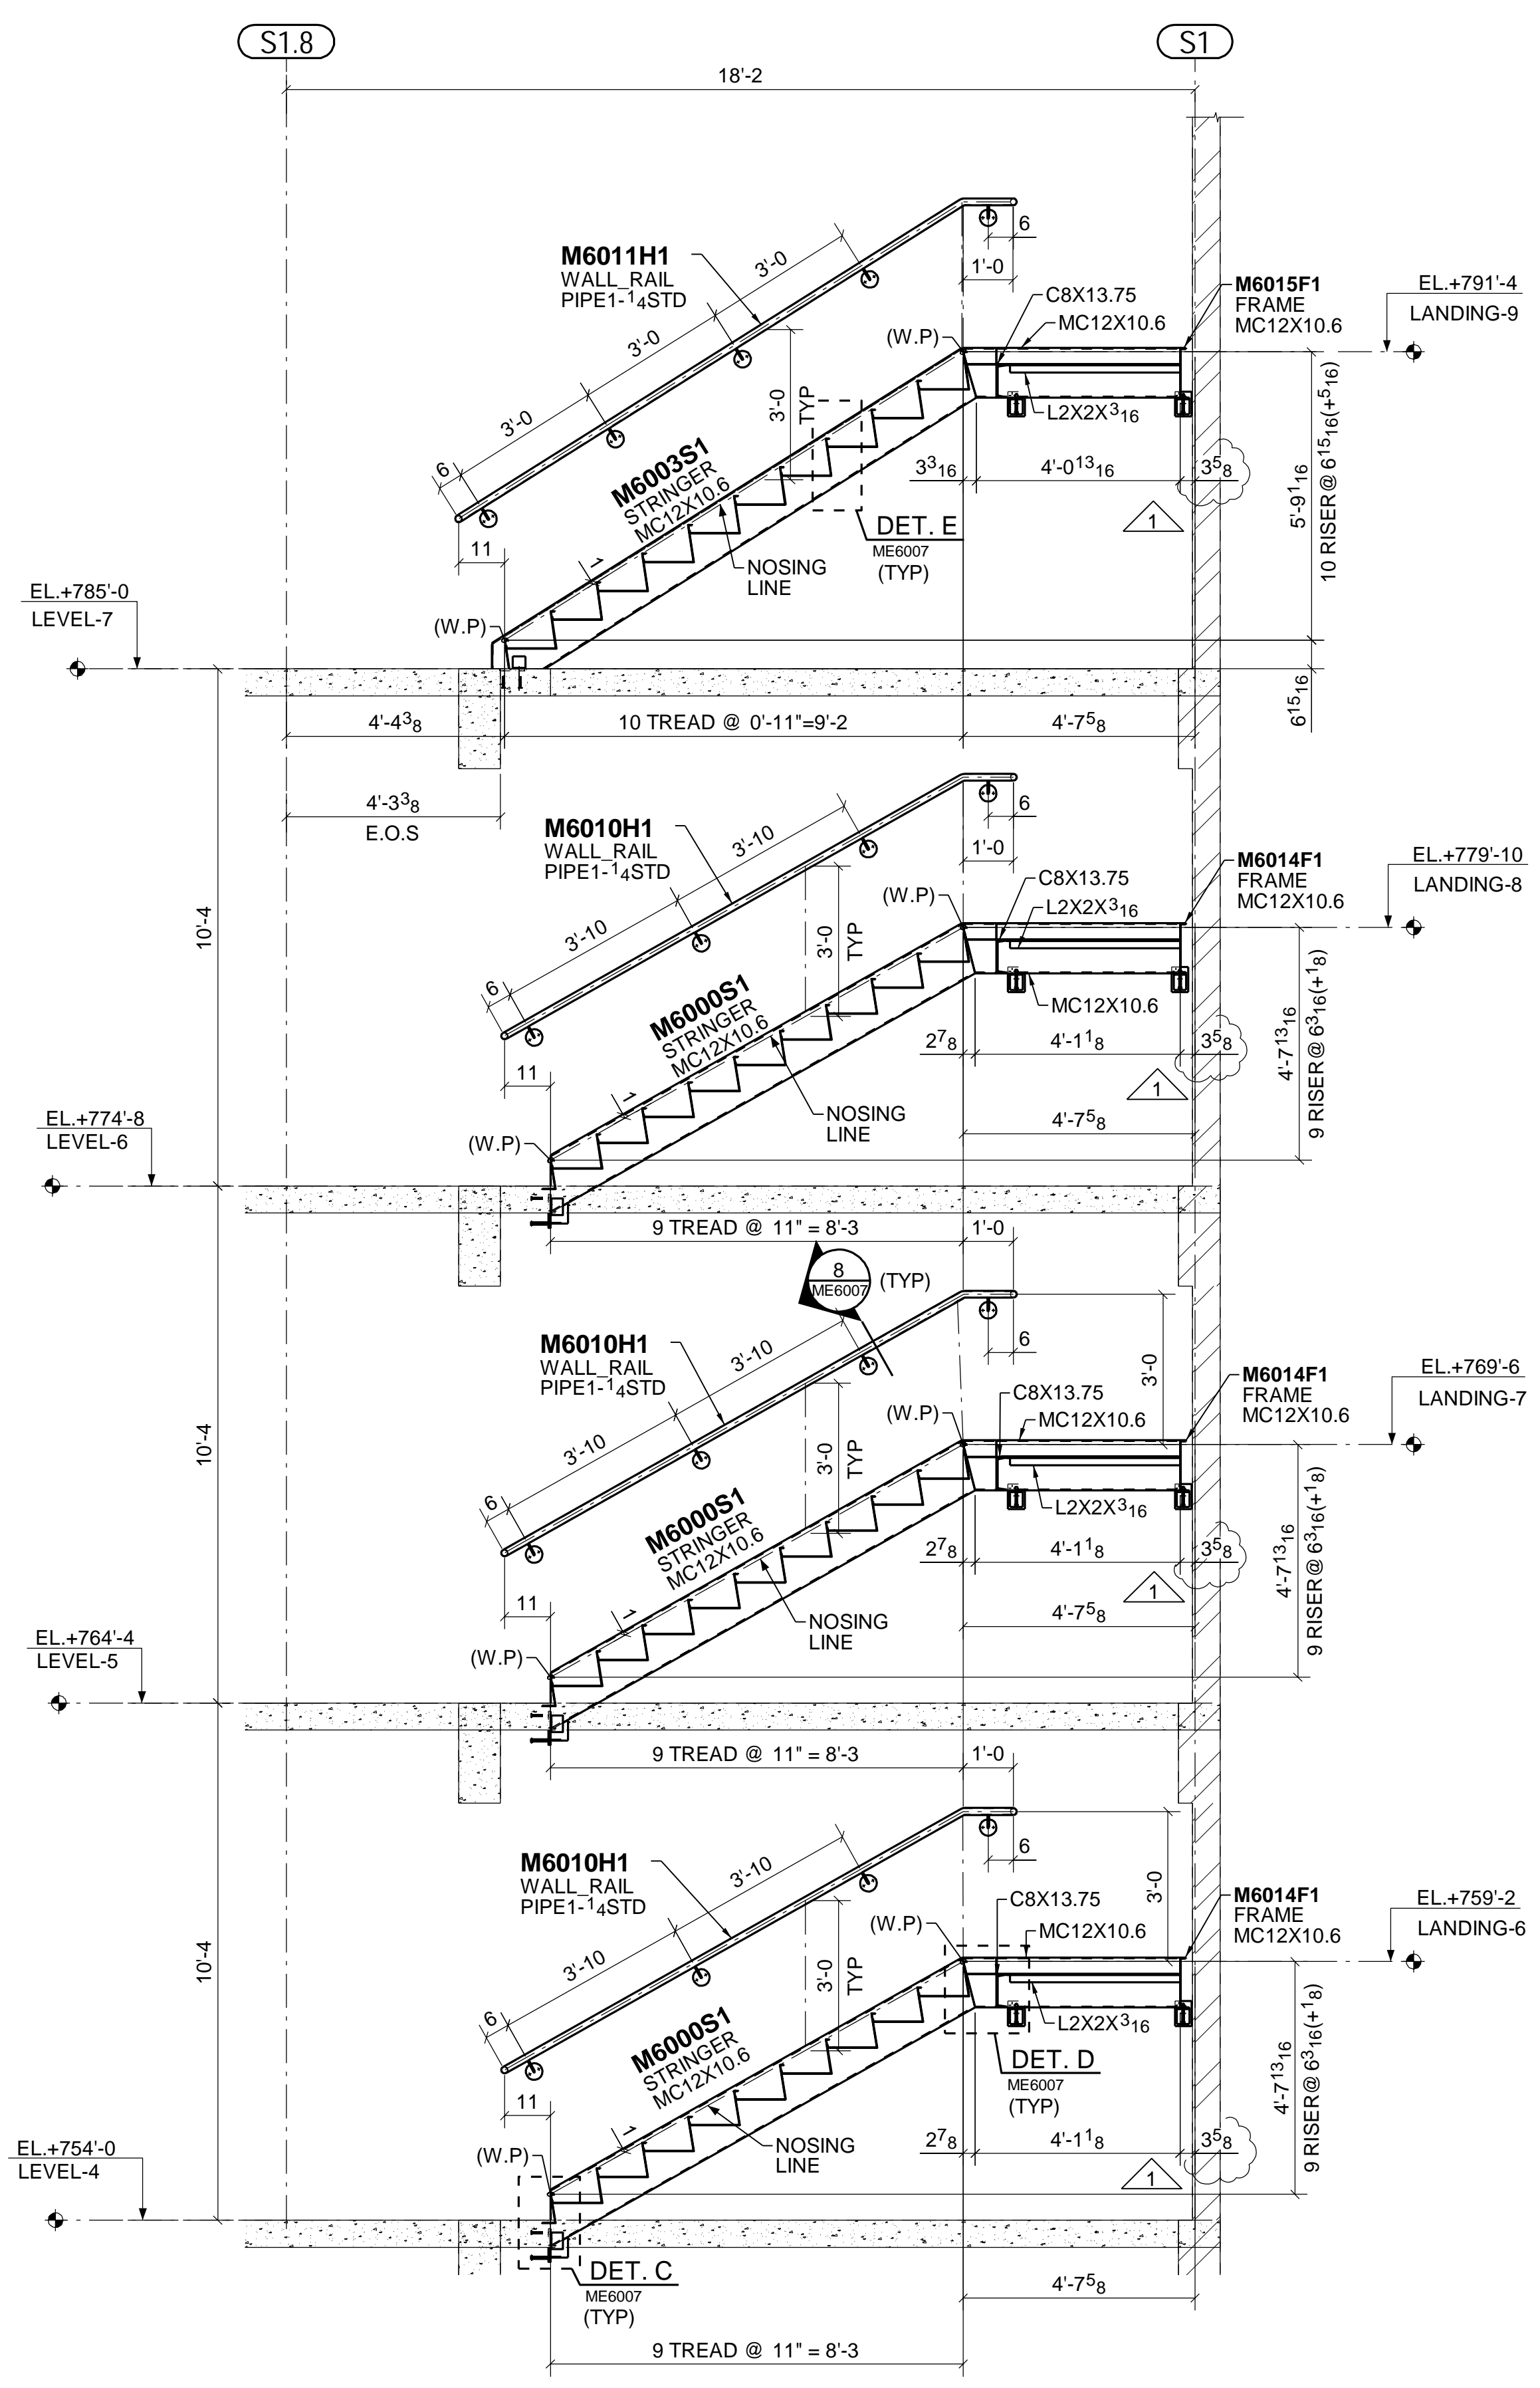 S1.8
S1
18'-2
M6011H1
WALL_RAIL
PIPE1-1⁄4STD
3'-0
3'-0
3'-0
6
11
6
1'-0
C8X13.75
MC12X10.6
M6015F1
FRAME
MC12X10.6
EL.+791'-4
LANDING-9
(W.P)
L2X2X3⁄16
3'-0
TYP
M6003S1
STRINGER
MC12X10.6
3 3⁄16
4'-0 13⁄16
3 5⁄8
1
5'-9 1⁄16
10 RISER@ 6 15⁄16(+5⁄16)
DET. E
ME6007
(TYP)
NOSING
LINE
1
EL.+785'-0
LEVEL-7
(W.P)
6 15⁄16
4'-4 3⁄8
10 TREAD @ 0'-11"=9'-2
4'-7 5⁄8
4'-3 3⁄8
E.O.S
10'-4
M6010H1
WALL_RAIL
PIPE1-1⁄4STD
3'-10
3'-10
6
11
6
1'-0
C8X13.75
L2X2X3⁄16
M6014F1
FRAME
MC12X10.6
EL.+779'-10
LANDING-8
(W.P)
3'-0
TYP
M6000S1
STRINGER
MC12X10.6
MC12X10.6
2 7⁄8
4'-1 1⁄8
3 5⁄8
1
4'-7 13⁄16
9 RISER@ 6 3⁄16(+1⁄8)
4'-7 5⁄8
NOSING
LINE
1
EL.+774'-8
LEVEL-6
(W.P)
9 TREAD @ 11" = 8'-3
1'-0
8
ME6007
(TYP)
10'-4
M6010H1
WALL_RAIL
PIPE1-1⁄4STD
3'-10
3'-10
6
11
6
3'-0
C8X13.75
MC12X10.6
M6014F1
FRAME
MC12X10.6
EL.+769'-6
LANDING-7
(W.P)
3'-0
TYP
L2X2X3⁄16
M6000S1
STRINGER
MC12X10.6
2 7⁄8
4'-1 1⁄8
3 5⁄8
1
4'-7 13⁄16
9 RISER@ 6 3⁄16(+1⁄8)
4'-7 5⁄8
NOSING
LINE
1
EL.+764'-4
LEVEL-5
(W.P)
9 TREAD @ 11" = 8'-3
1'-0
10'-4
M6010H1
WALL_RAIL
PIPE1-1⁄4STD
3'-10
3'-10
6
11
6
3'-0
C8X13.75
MC12X10.6
M6014F1
FRAME
MC12X10.6
EL.+759'-2
LANDING-6
(W.P)
3'-0
TYP
L2X2X3⁄16
DET. D
ME6007
(TYP)
M6000S1
STRINGER
MC12X10.6
2 7⁄8
4'-1 1⁄8
3 5⁄8
1
4'-7 13⁄16
9 RISER@ 6 3⁄16(+1⁄8)
NOSING
LINE
1
EL.+754'-0
LEVEL-4
(W.P)
DET. C
ME6007
(TYP)
4'-7 5⁄8
9 TREAD @ 11" = 8'-3